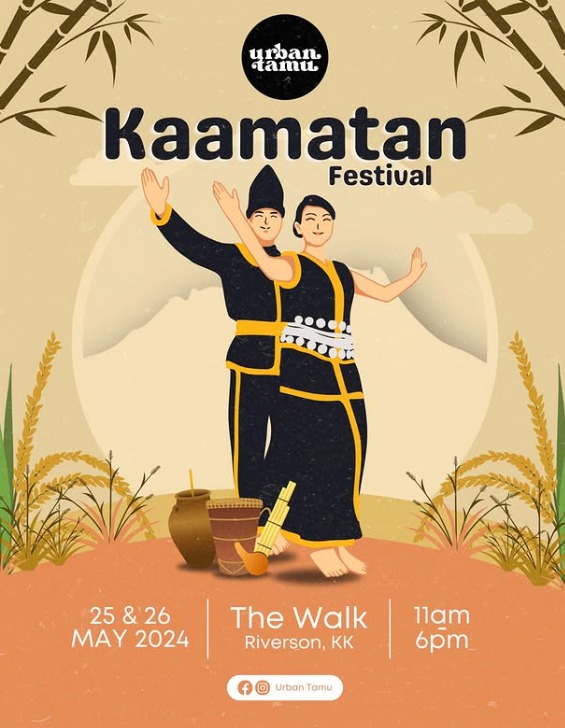 urban
tamu
Kaamatan
Festival
25 & 26
MAY 2024
The Walk
Riverson, KK
11am
-
6pm
Urban Tamu